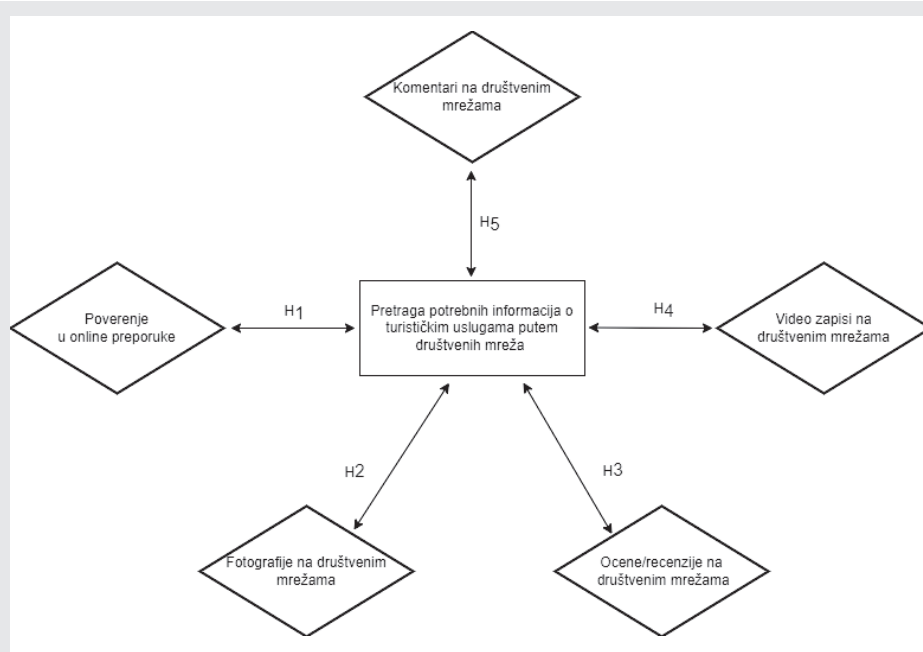 Komentari na društvenim
mrežama
H5
Poverenje
u online preporuke
H1
Pretraga potrebnih informacija o
turističkim uslugama putem
društvenih mreža
H4
Video zapisi na
društvenim mrežama
H2
H3
Fotografije na društvenim
mrežama
Ocene/recenzije na
društvenim mrežama